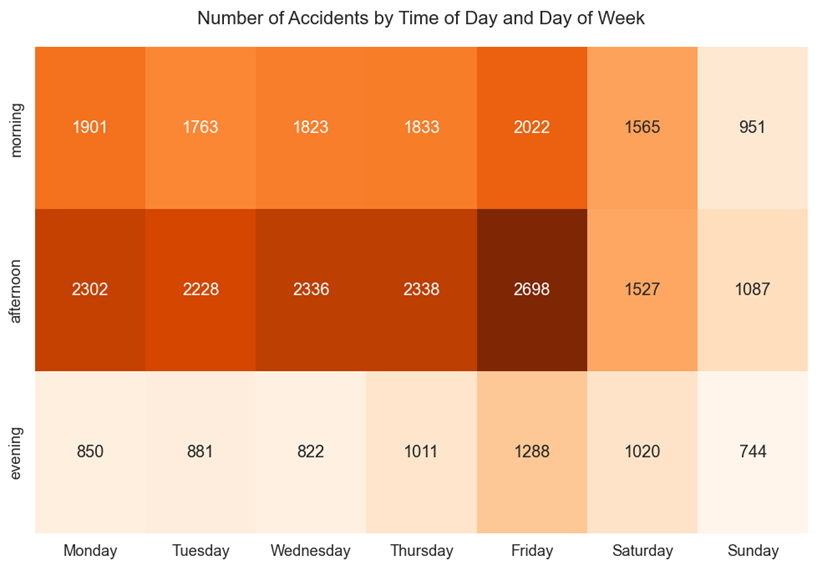 Number of Accidents by Time of Day and Day of Week
morning
1901 1763 1823 1833 2022 1565 951
afternoon
2302 2228 2336 2338 2698 1527 1087
evening
850 881 822 1011 1288 1020 744
Monday Tuesday Wednesday Thursday Friday Saturday Sunday